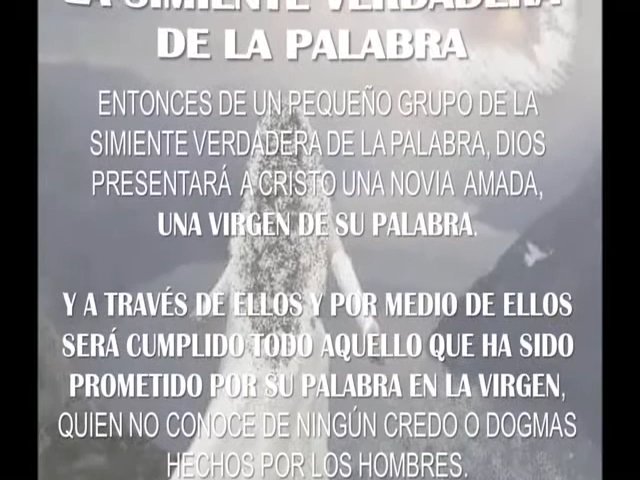 LA SIMIENTE VERDADERA
DE LA PALABRA
ENTONCES DE UN PEQUEÑO GRUPO DE LA
SIMIENTE VERDADERA DE LA PALABRA, DIOS
PRESENTARÁ A CRISTO UNA NOVIA AMADA,
UNA VIRGEN DE SU PALABRA.
Y A TRAVÉS DE ELLOS Y POR MEDIO DE ELLOS
SERÁ CUMPLIDO TODO AQUELLO QUE HA SIDO
PROMETIDO POR SU PALABRA EN LA VIRGEN,
QUIEN NO CONOCE DE NINGÚN CREDO O DOGMAS
HECHOS POR LOS HOMBRES.